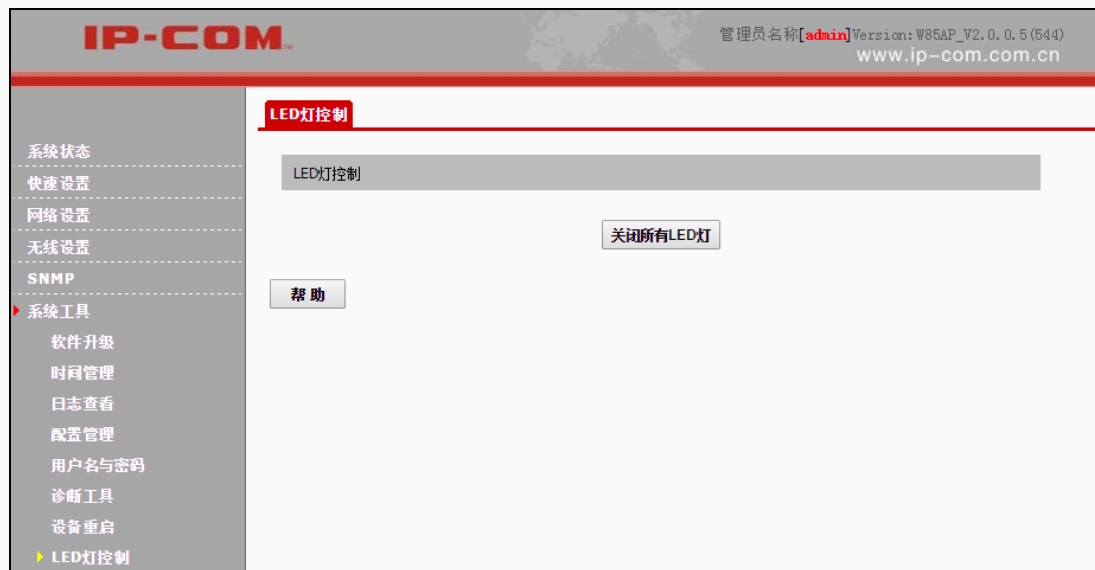 IP-COM
管理员名称[admin]Version:W85AP_V2.0.0.5(544)
www.ip-com.com.cn
LED灯控制
系统状态
快速设置
网络设置
无线设置
SNMP
系统工具
软件升级
时间管理
日志查看
配置管理
用户名与密码
诊断工具
设备重启
LED灯控制
LED灯控制
关闭所有LED灯
帮 助